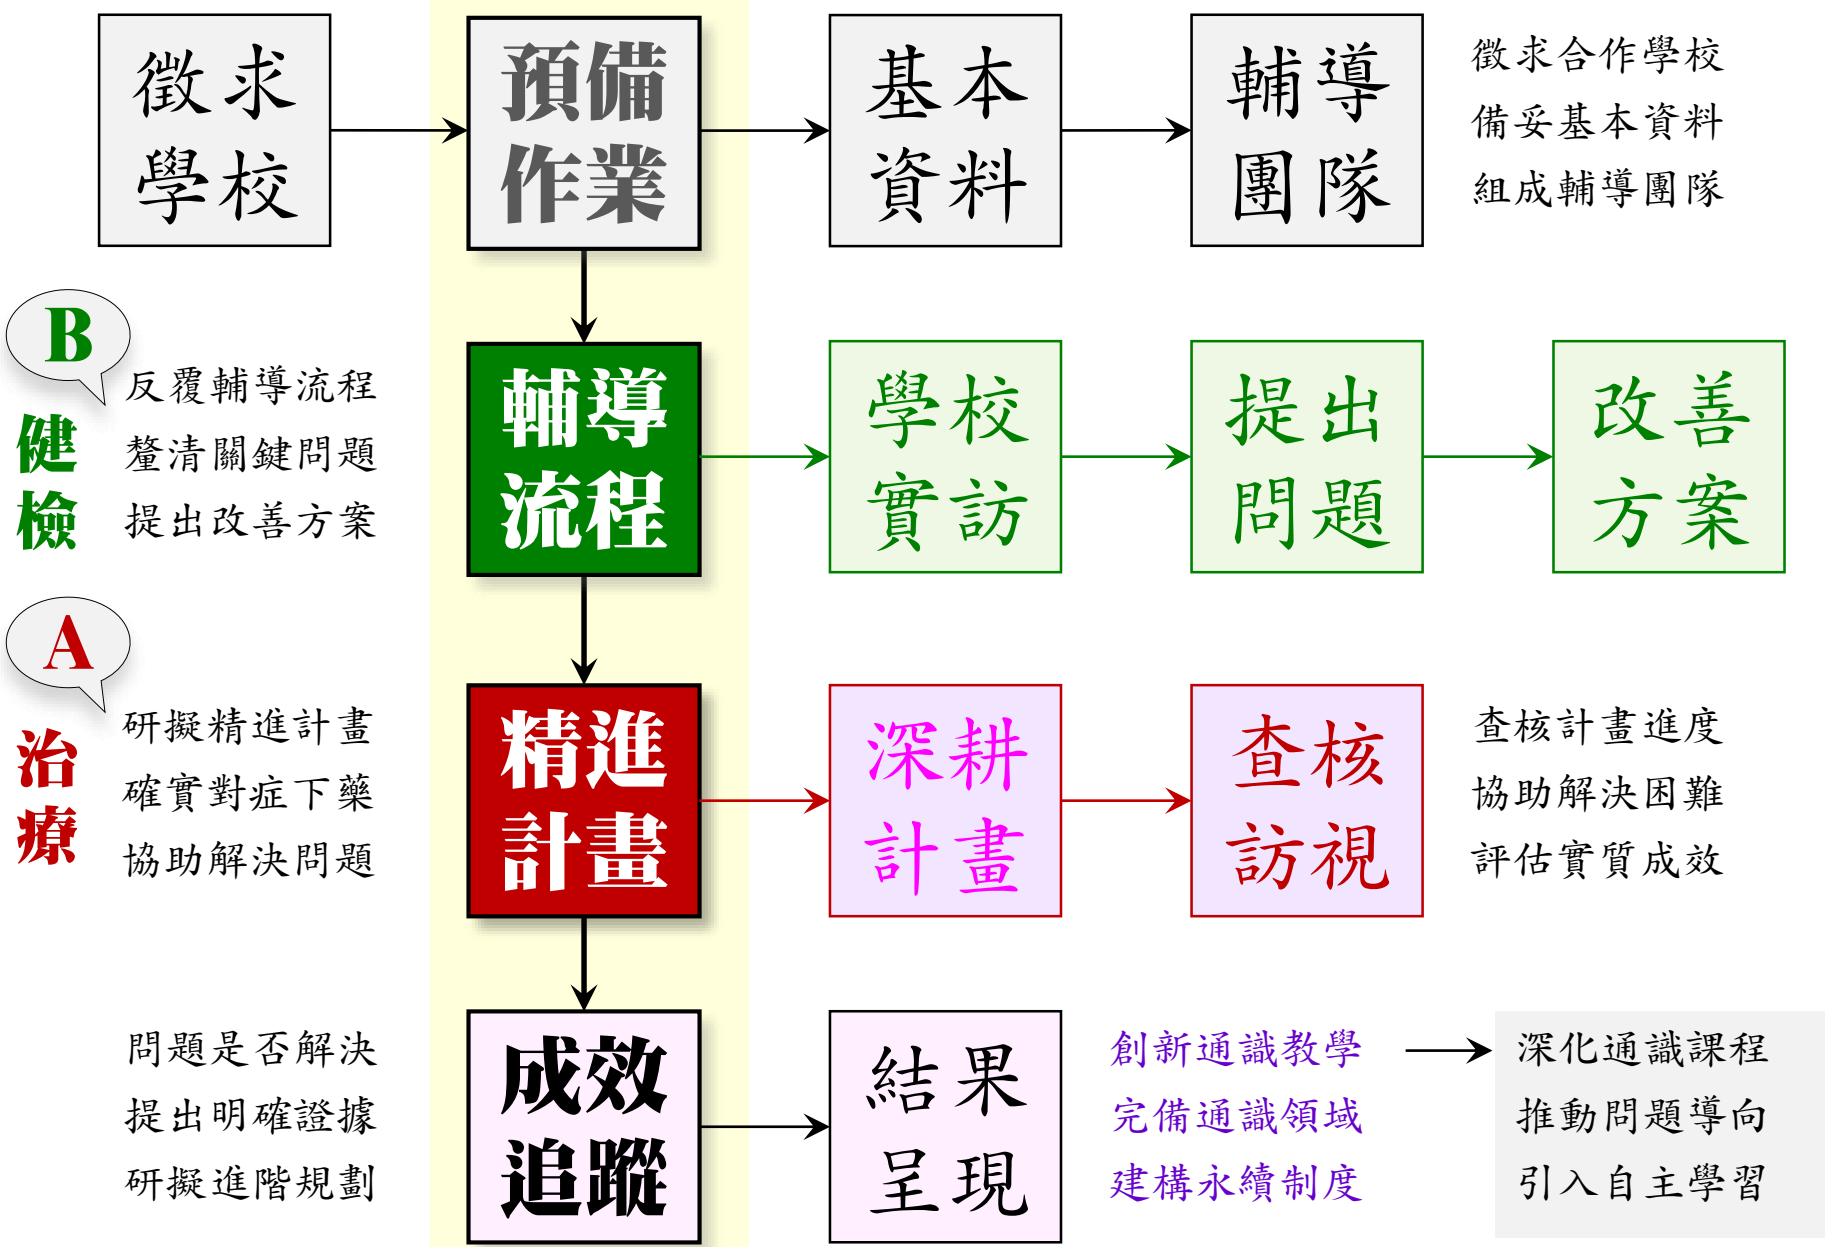 徵求
學校
預備
作業
基本
資料
輔導
團隊
徵求合作學校
備妥基本資料
組成輔導團隊
B
健
檢
反覆輔導流程
釐清關鍵問題
提出改善方案
輔導
流程
學校
實訪
提出
問題
改善
方案
A
治
療
研擬精進計畫
確實對症下藥
協助解決問題
精進
計畫
深耕
計畫
查核
訪視
查核計畫進度
協助解決困難
評估實質成效
問題是否解決
提出明確證據
研擬進階規劃
成效
追蹤
結果
呈現
創新通識教學
完備通識領域
建構永續制度
深化通識課程
推動問題導向
引入自主學習